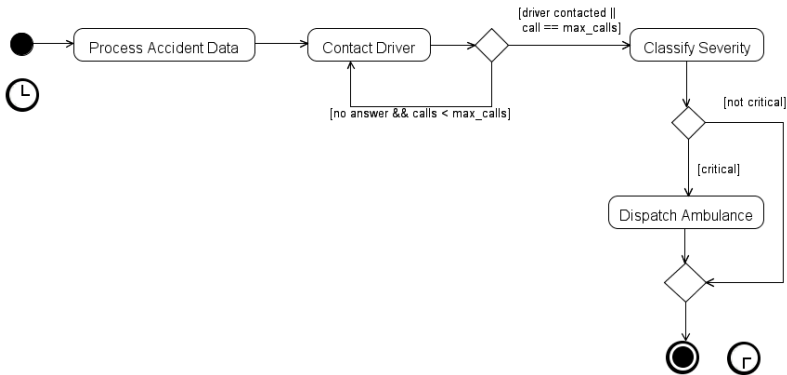 [driver contacted ||
call == max_calls]
Process Accident Data
Contact Driver
Classify Severity
[no answer && calls < max_calls]
[not critical]
[critical]
Dispatch Ambulance